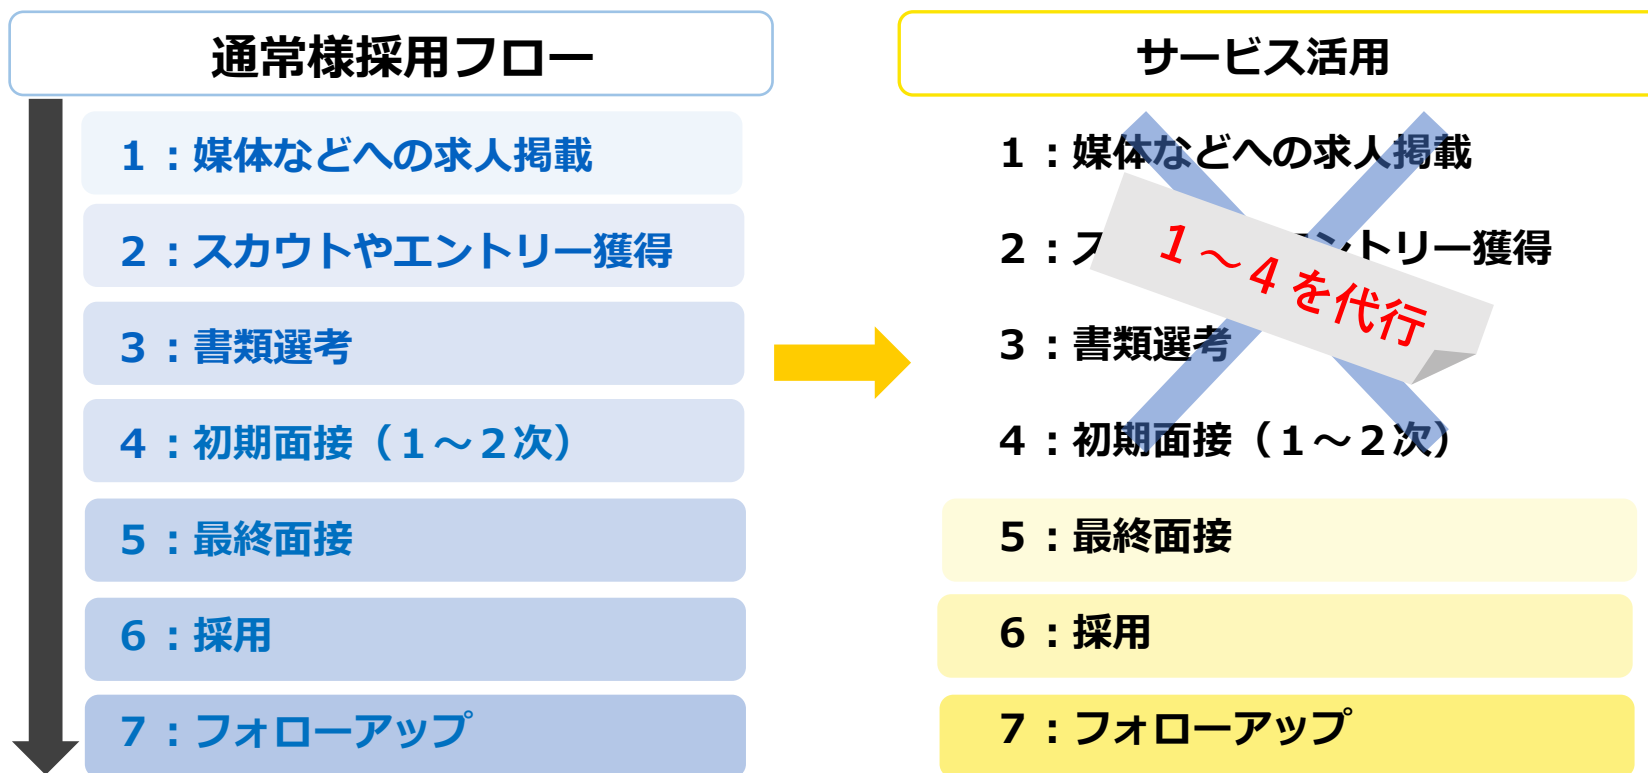 通常様採用フロー
1：媒体などへの求人掲載
2：スカウトやエントリー獲得
3：書類選考
4：初期面接（1～2次）
5：最終面接
6：採用
7：フォローアップ
サービス活用
1：媒体などへの求人掲載
2：ス ントリー獲得
1～4を代行
3：書類選考
4：初期面接（1～2次）
5：最終面接
6：採用
7：フォローアップ